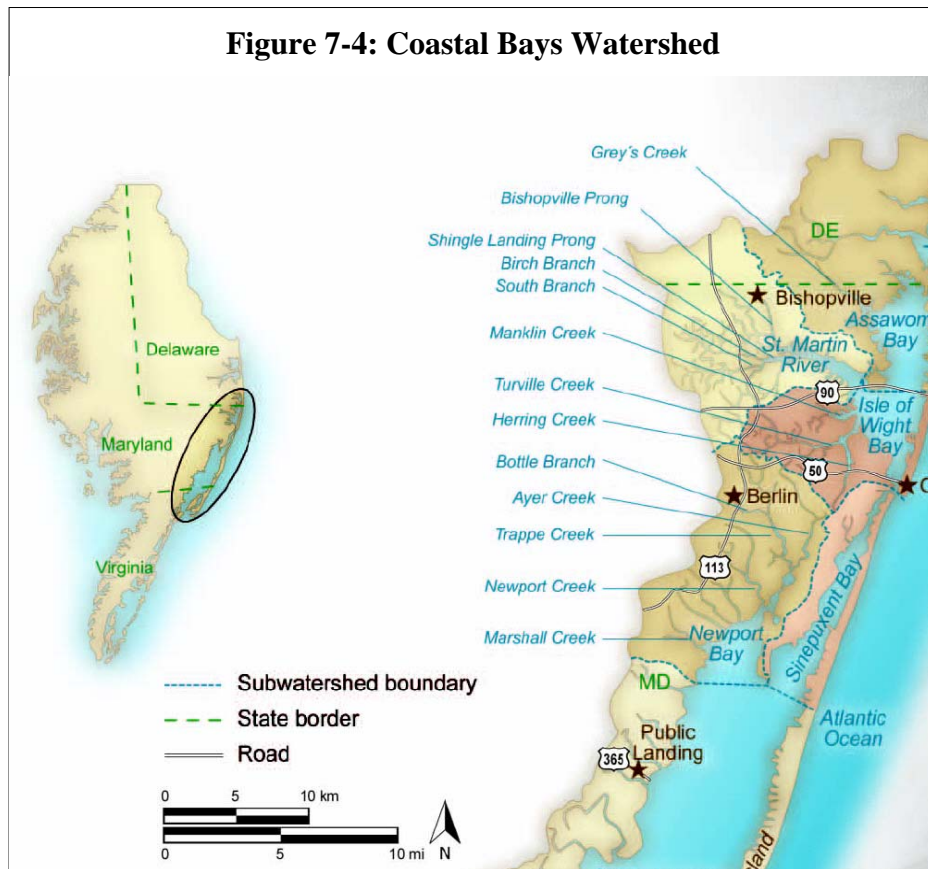 Figure 7-4: Coastal Bays Watershed
Grey's Creek
Bishopville Prong
Shingle Landing Prong
Birch Branch
South Branch
Manklin Creek
Turville Creek
Herring Creek
Bottle Branch
Ayer Creek
Trappe Creek
Newport Creek
Marshall Creek
Delaware
Maryland
Virginia
DE
Bishopville
Assawom
Bay
St. Martin
River
90
Isle of
Wight
Bay
50
Berlin
113
Sinepuxent Bay
Newport
Bay
MD
Atlantic
Ocean
Public
Landing
365
land
Subwatershed boundary
State border
Road
0 5 10 km
0 5 10 mi
N